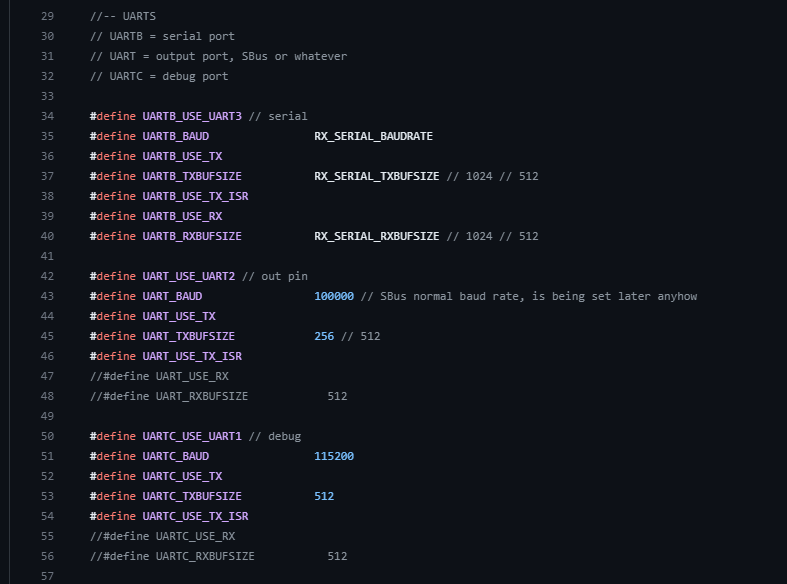 29 //-- UARTS
30 // UARTB = serial port
31 // UART = output port, SBus or whatever
32 // UARTC = debug port
33
34 #define UARTB_USE_UART3 // serial
35 #define UARTB_BAUD RX_SERIAL_BAUDRATE
36 #define UARTB_USE_TX
37 #define UARTB_TXBUFSIZE RX_SERIAL_TXBUFSIZE // 1024 // 512
38 #define UARTB_USE_TX_ISR
39 #define UARTB_USE_RX
40 #define UARTB_RXBUFSIZE RX_SERIAL_RXBUFSIZE // 1024 // 512
41
42 #define UART_USE_UART2 // out pin
43 #define UART_BAUD 100000 // SBus normal baud rate, is being set later anyhow
44 #define UART_USE_TX
45 #define UART_TXBUFSIZE 256 // 512
46 #define UART_USE_TX_ISR
47 //#define UART_USE_RX
48 //#define UART_RXBUFSIZE 512
49
50 #define UARTC_USE_UART1 // debug
51 #define UARTC_BAUD 115200
52 #define UARTC_USE_TX
53 #define UARTC_TXBUFSIZE 512
54 #define UARTC_USE_TX_ISR
55 //#define UARTC_USE_RX
56 //#define UARTC_RXBUFSIZE 512
57